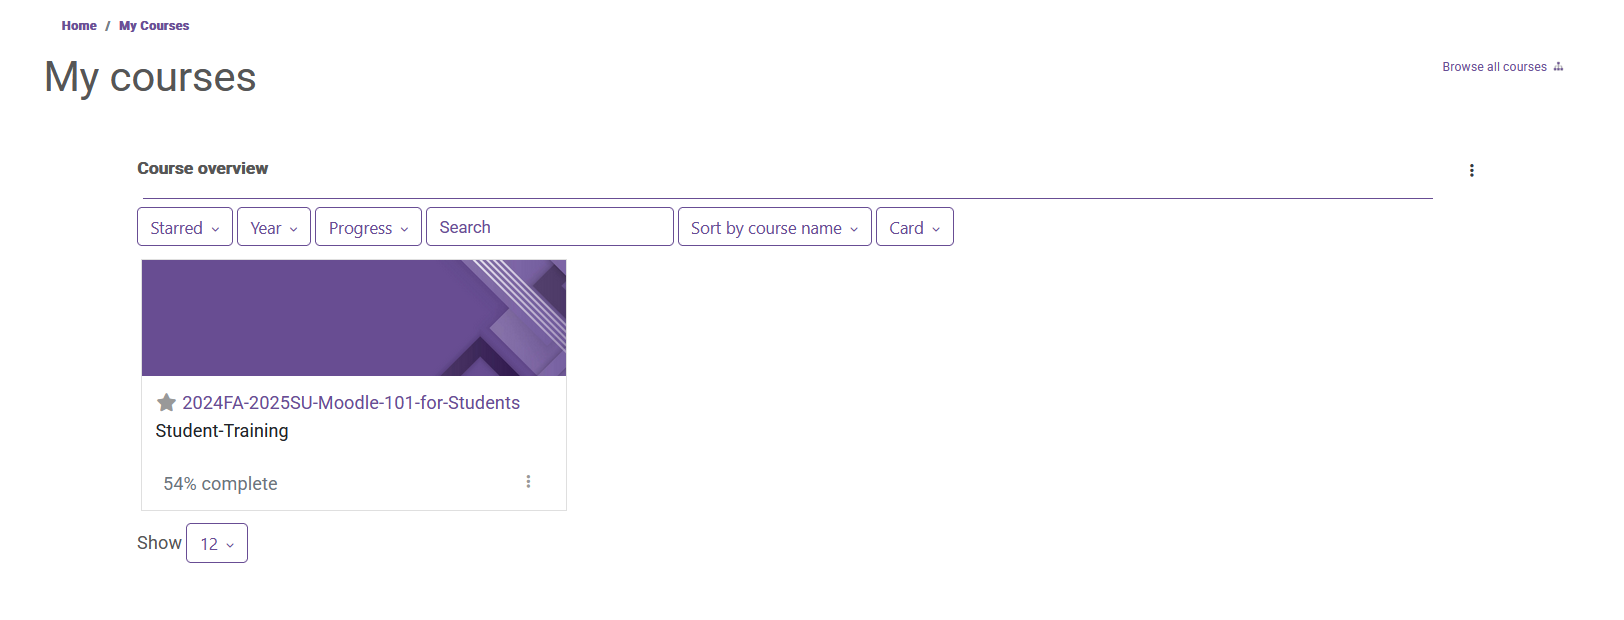 Home / My Courses
My courses
Browse all courses
Course overview
Starred Year Progress Search Sort by course name Card
2024FA-2025SU-Moodle-101-for-Students
Student-Training
54% complete
Show 12